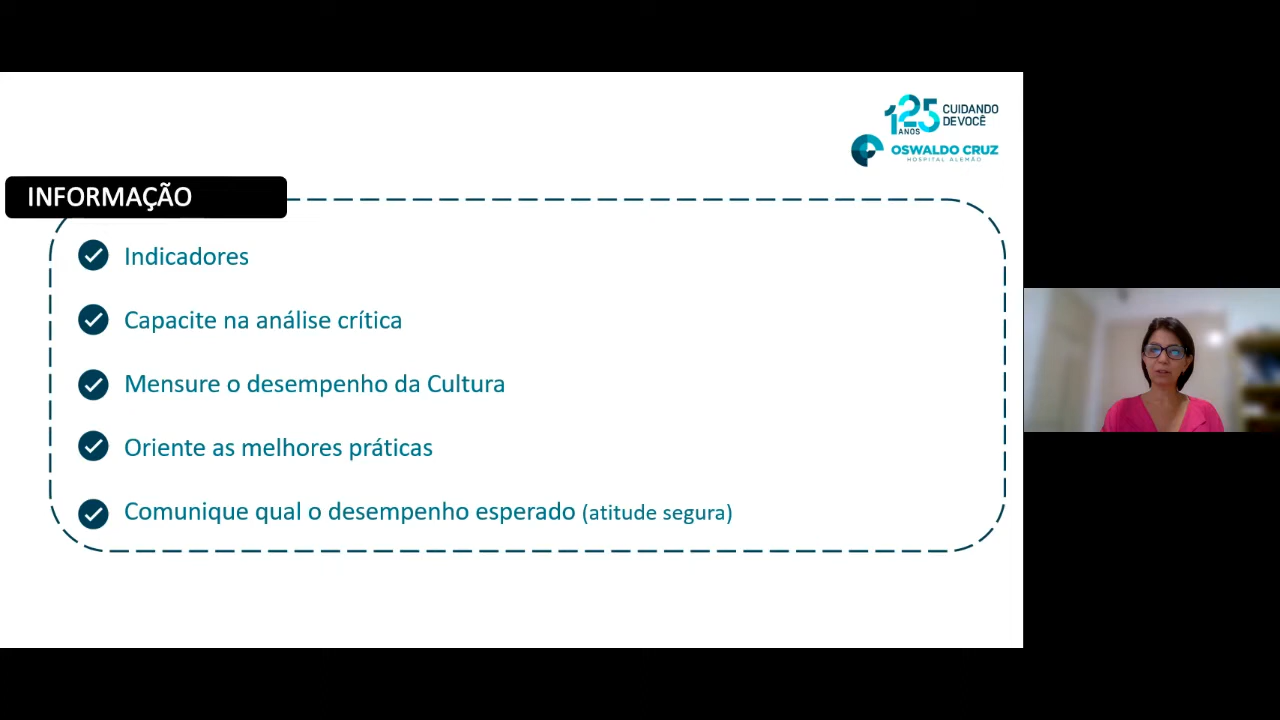 125 CUIDANDO
ANOS DE VOCÊ
OSWALDO CRUZ
HOSPITAL ALEMÃO
INFORMAÇÃO
Indicadores
Capacite na análise crítica
Mensure o desempenho da Cultura
Oriente as melhores práticas
Comunique qual o desempenho esperado (atitude segura)